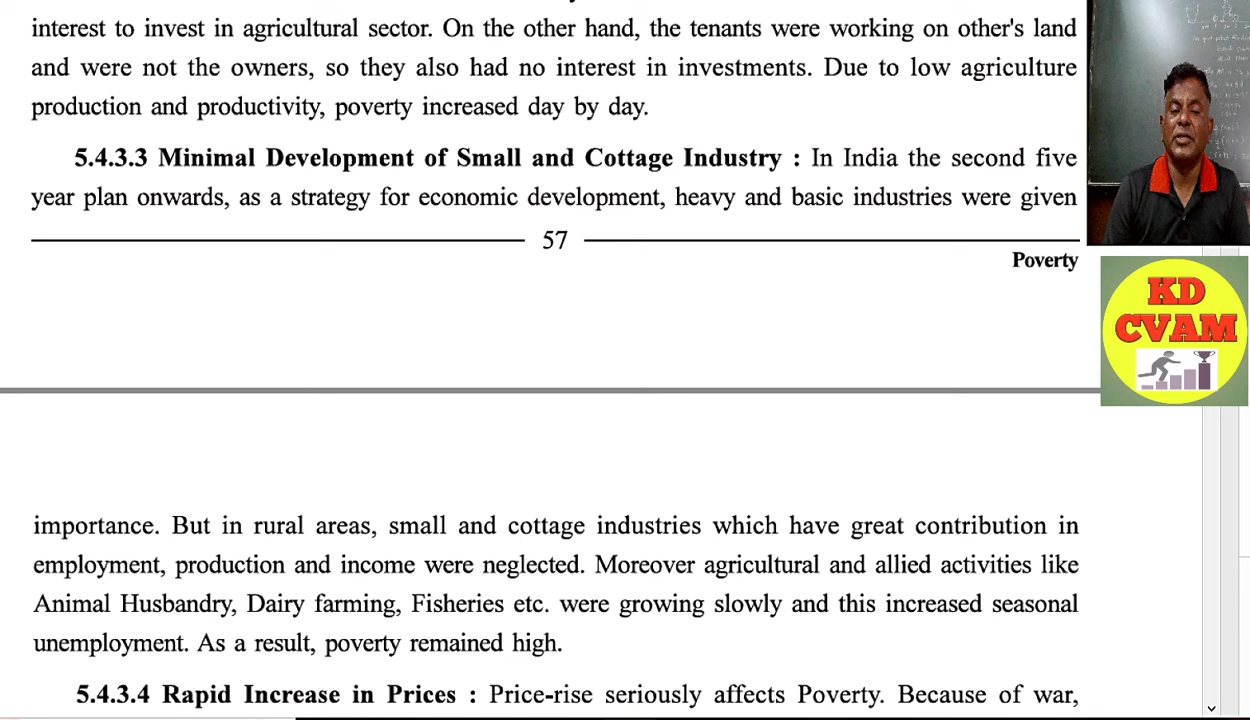 interest to invest in agricultural sector. On the other hand, the tenants were working on other's land
and were not the owners, so they also had no interest in investments. Due to low agriculture
production and productivity, poverty increased day by day.
5.4.3.3 Minimal Development of Small and Cottage Industry : In India the second five
year plan onwards, as a strategy for economic development, heavy and basic industries were given
57
Poverty
KD
CVAM
importance. But in rural areas, small and cottage industries which have great contribution in
employment, production and income were neglected. Moreover agricultural and allied activities like
Animal Husbandry, Dairy farming, Fisheries etc. were growing slowly and this increased seasonal
unemployment. As a result, poverty remained high.
5.4.3.4 Rapid Increase in Prices : Price-rise seriously affects Poverty. Because of war,